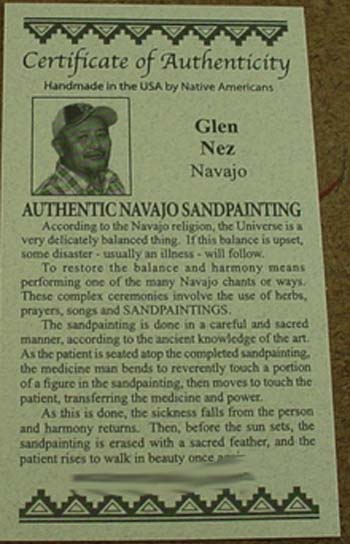 Certificate of Authenticity
Handmade in the USA by Native Americans
Glen
Nez
Navajo
AUTHENTIC NAVAJO SANDPAINTING
According to the Navajo religion, the Universe is a
very delicately balanced thing. If this balance is upset,
some disaster - usually an illness - will follow.
To restore the balance and harmony means
performing one of the many Navajo chants or ways.
These complex ceremonies involve the use of herbs,
prayers, songs and SANDPAINTINGS.
The sandpainting is done in a careful and sacred
manner, according to the ancient knowledge of the art.
As the patient is seated atop the completed sandpainting,
the medicine man bends to reverently touch a portion
of a figure in the sandpainting, then moves to touch the
patient, transferring the medicine and power.
As this is done, the sickness falls from the person
and harmony returns. Then, before the sun sets, the
sandpainting is erased with a sacred feather, and the
patient rises to walk in beauty once